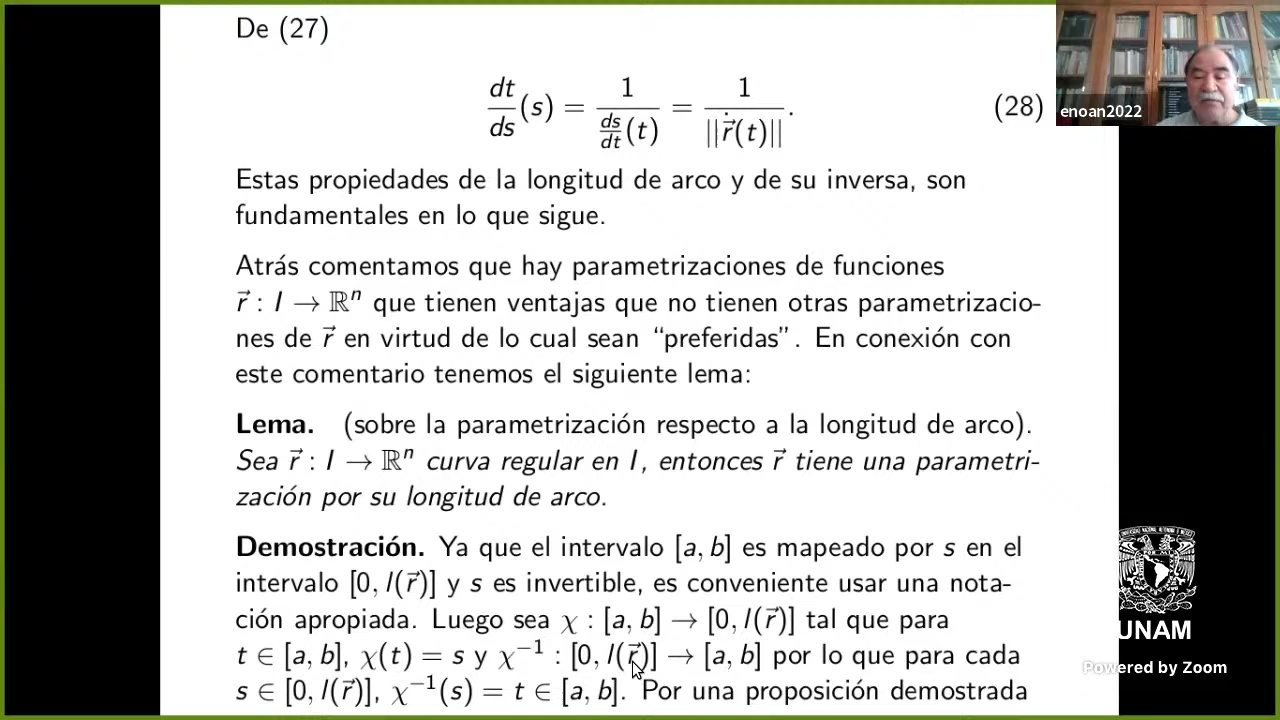 De (27)
dt/ds (s) = 1 / (ds/dt (t)) = 1 / ||\dot{\vec{r}}(t)||. (28)
Estas propiedades de la longitud de arco y de su inversa, son
fundamentales en lo que sigue.
Atrás comentamos que hay parametrizaciones de funciones
\vec{r} : I → ℝⁿ que tienen ventajas que no tienen otras parametrizacio-
nes de \vec{r} en virtud de lo cual sean “preferidas”. En conexión con
este comentario tenemos el siguiente lema:
Lema. (sobre la parametrización respecto a la longitud de arco).
Sea \vec{r} : I → ℝⁿ curva regular en I, entonces \vec{r} tiene una parametri-
zación por su longitud de arco.
Demostración. Ya que el intervalo [a, b] es mapeado por s en el
intervalo [0, l(\vec{r})] y s es invertible, es conveniente usar una nota-
ción apropiada. Luego sea χ : [a, b] → [0, l(\vec{r})] tal que para
t ∈ [a, b], χ(t) = s y χ⁻¹ : [0, l(\vec{r})] → [a, b] por lo que para cada
s ∈ [0, l(\vec{r})], χ⁻¹(s) = t ∈ [a, b]. Por una proposición demostrada
enoan2022
UNAM
Powered by Zoom